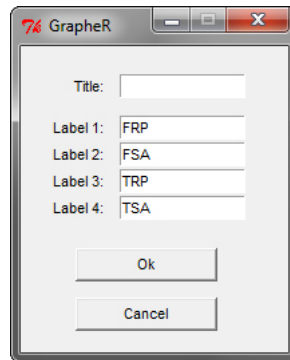 GrapheR
Title:
Label 1: FRP
Label 2: FSA
Label 3: TRP
Label 4: TSA
Ok
Cancel